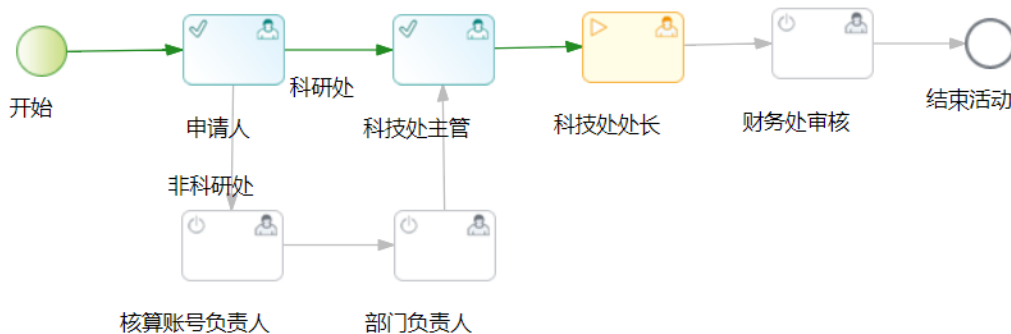 开始
申请人
科研处
科技处主管
科技处处长
财务处审核
结束活动
非科研处
核算账号负责人
部门负责人